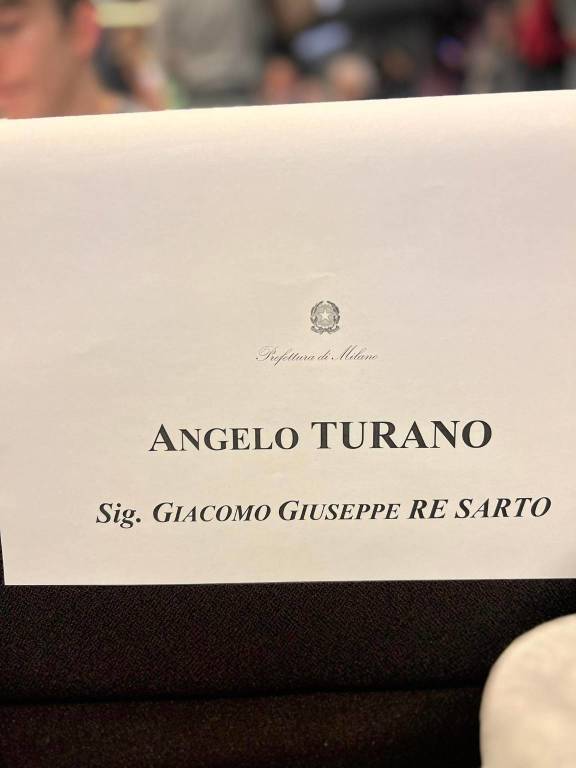 Prefettura di Milano
ANGELO TURANO
Sig. GIACOMO GIUSEPPE RE SARTO